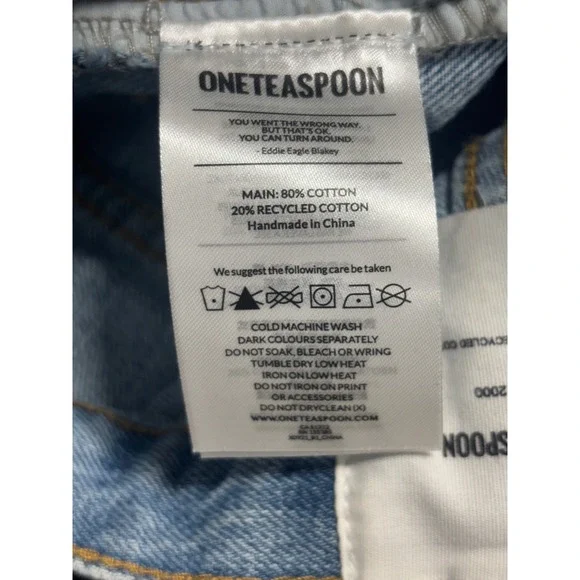 ONETEASPOON
YOU WENT THE WRONG WAY.
BUT THAT'S OK.
YOU CAN TURN AROUND.
- Eddie Eagle Blakey
MAIN: 80% COTTON
20% RECYCLED COTTON
Handmade in China
We suggest the following care be taken
COLD MACHINE WASH
DARK COLOURS SEPARATELY
DO NOT SOAK, BLEACH OR WRING
TUMBLE DRY LOW HEAT
IRON ON LOW HEAT
DO NOT IRON ON PRINT
OR ACCESSORIES
DO NOT DRYCLEAN (X)
WWW.ONETEASPOON.COM
RECYCLED
2000
SPOON